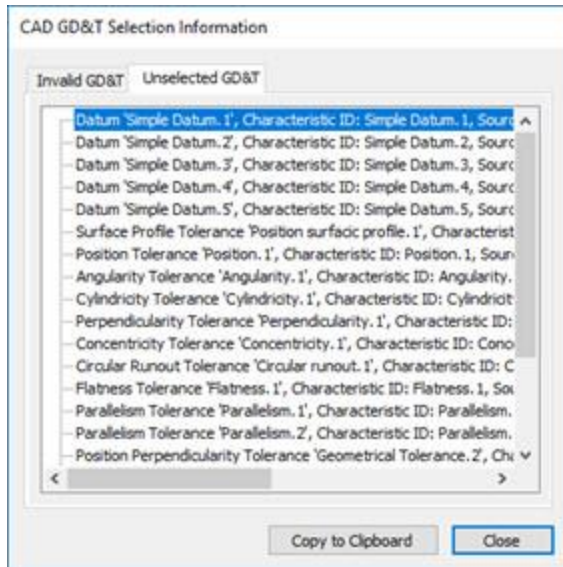 CAD GD&T Selection Information
Invalid GD&T Unselected GD&T
Datum 'Simple Datum.1', Characteristic ID: Simple Datum.1, Sourc
Datum 'Simple Datum.2', Characteristic ID: Simple Datum.2, Sourc
Datum 'Simple Datum.3', Characteristic ID: Simple Datum.3, Sourc
Datum 'Simple Datum.4', Characteristic ID: Simple Datum.4, Sourc
Datum 'Simple Datum.5', Characteristic ID: Simple Datum.5, Sourc
Surface Profile Tolerance 'Position surfacic profile.1', Characterist
Position Tolerance 'Position.1', Characteristic ID: Position.1, Sour
Angularity Tolerance 'Angularity.1', Characteristic ID: Angularity.
Cylindricity Tolerance 'Cylindricity.1', Characteristic ID: Cylindricit
Perpendicularity Tolerance 'Perpendicularity.1', Characteristic ID:
Concentricity Tolerance 'Concentricity.1', Characteristic ID: Conc
Circular Runout Tolerance 'Circular runout.1', Characteristic ID: C
Flatness Tolerance 'Flatness.1', Characteristic ID: Flatness.1, Sou
Parallelism Tolerance 'Parallelism.1', Characteristic ID: Parallelism.
Parallelism Tolerance 'Parallelism.2', Characteristic ID: Parallelism.
Position Perpendicularity Tolerance 'Geometrical Tolerance.2', Cha
Copy to Clipboard Close